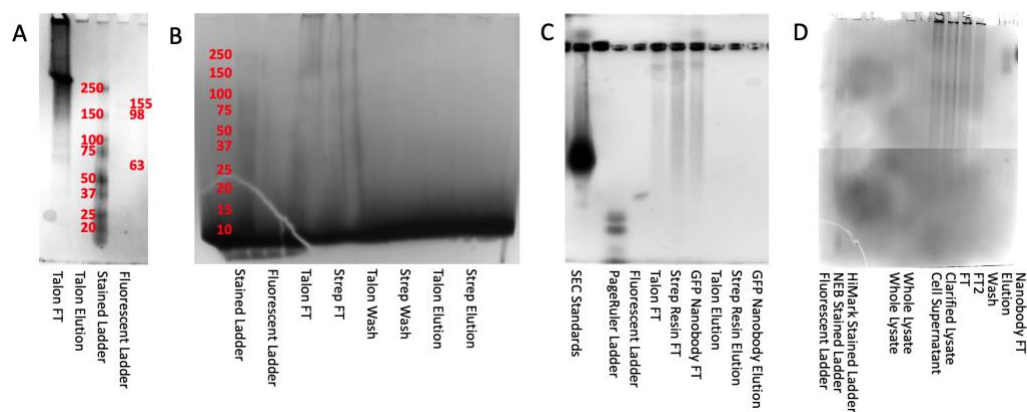 A
250
150
100
75
50
37
25
20
155
98
63
Talon FT
Talon Elution
Stained Ladder
Fluorescent Ladder
B
250
150
100
75
50
37
25
20
15
10
Stained Ladder
Fluorescent Ladder
Talon FT
Strep FT
Talon Wash
Strep Wash
Talon Elution
Strep Elution
C
SEC Standards
PageRuler Ladder
Fluorescent Ladder
Talon FT
Strep Resin FT
GFP Nanobody FT
Talon Elution
Strep Resin Elution
GFP Nanobody Elution
D
Fluorescent Ladder
NEB Stained Ladder
HiMark Stained Ladder
Whole Lysate
Whole Lysate
Cell Supernatant
Clarified Lysate
FT
FT2
Wash
Elution
Nanobody FT